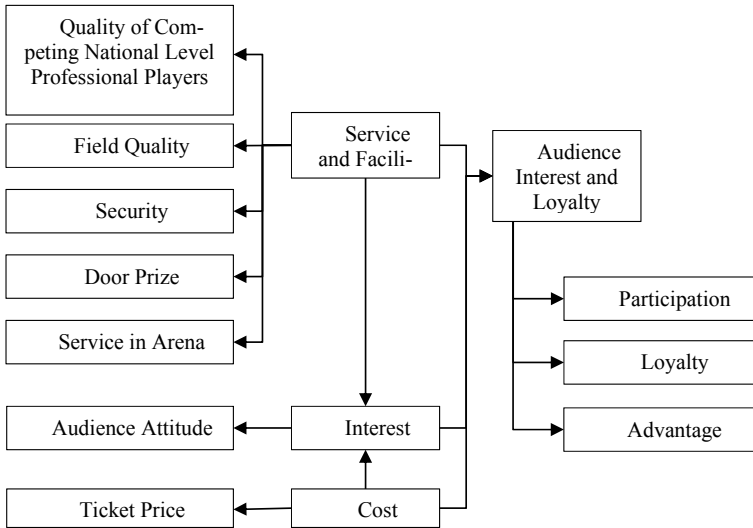 Quality of Com-
peting National Level
Professional Players
Field Quality
Security
Door Prize
Service in Arena
Audience Attitude
Ticket Price
Service
and Facili-
Interest
Cost
Audience
Interest and
Loyalty
Participation
Loyalty
Advantage